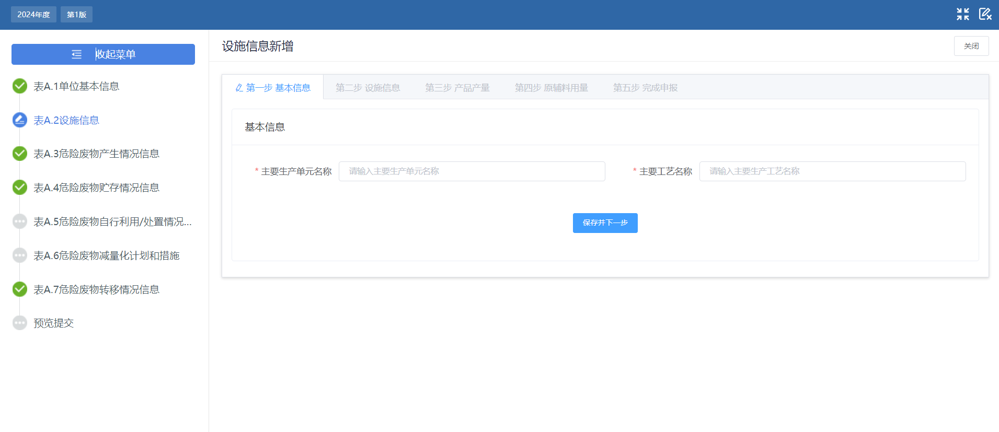 2024年度 第1版
收起菜单
表A.1单位基本信息
表A.2设施信息
表A.3危险废物产生情况信息
表A.4危险废物贮存情况信息
表A.5危险废物自行利用/处置情况...
表A.6危险废物减量化计划和措施
表A.7危险废物转移情况信息
预览提交
设施信息新增
关闭
第一步 基本信息 第二步 设施信息 第三步 产品产量 第四步 原辅料用量 第五步 完成申报
基本信息
* 主要生产单元名称 请输入主要生产单元名称 * 主要工艺名称 请输入主要生产工艺名称
保存并下一步